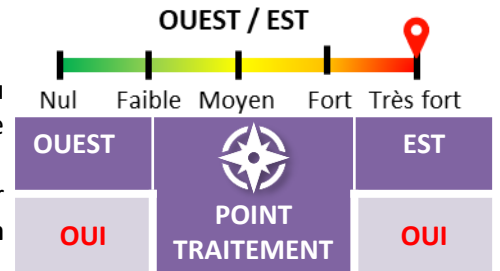 OUEST / EST
Nul Faible Moyen Fort Très fort
OUEST
EST
POINT
TRAITEMENT
OUI
OUI